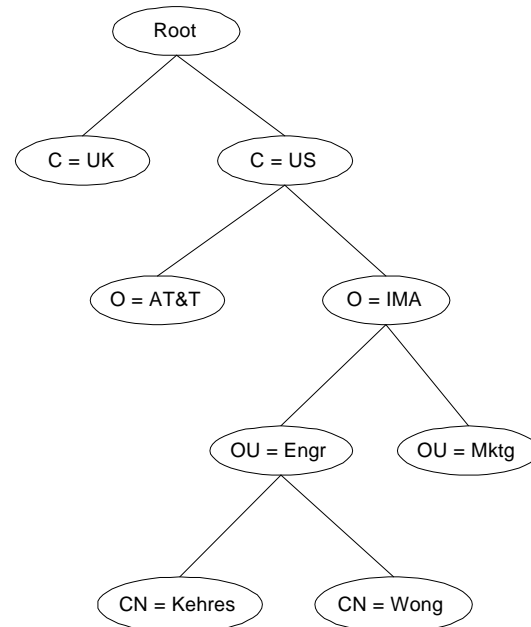 Root
C = UK
C = US
O = AT&T
O = IMA
OU = Engr
OU = Mktg
CN = Kehres
CN = Wong